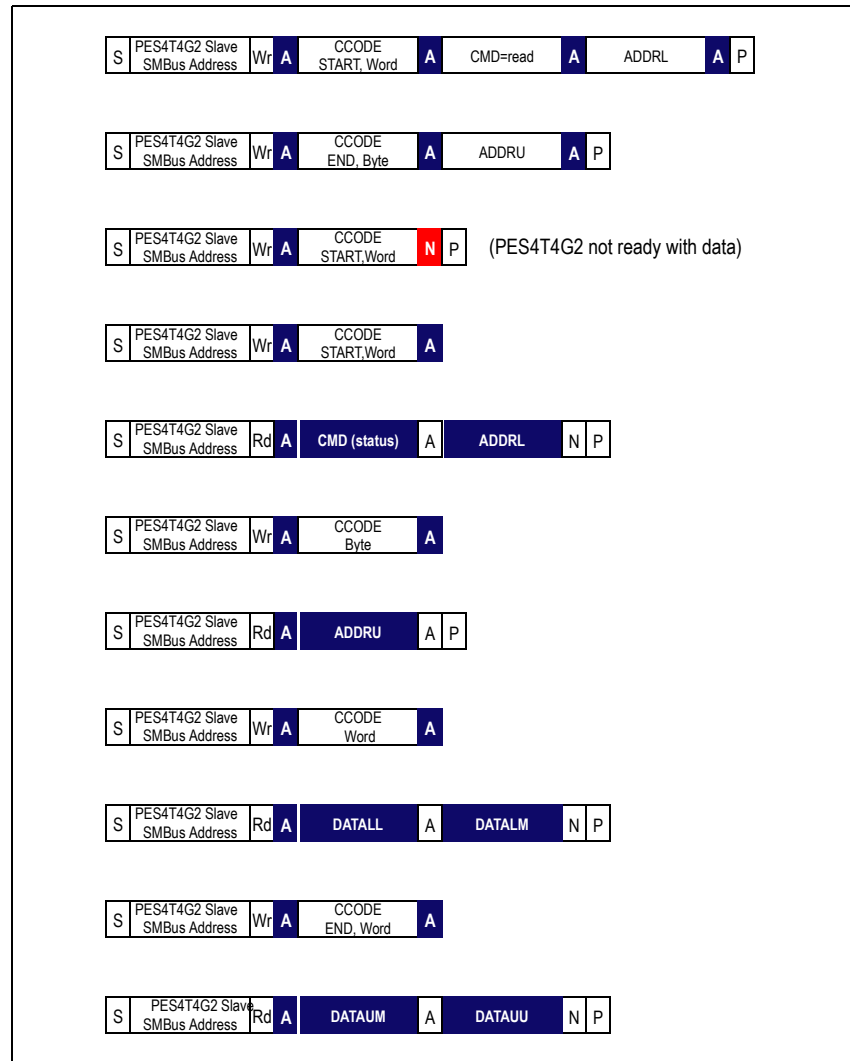 S PES4T4G2 Slave SMBus Address Wr A CCODE START, Word A CMD=read A ADDRL A P
S PES4T4G2 Slave SMBus Address Wr A CCODE END, Byte A ADDRU A P
S PES4T4G2 Slave SMBus Address Wr A CCODE START,Word N P (PES4T4G2 not ready with data)
S PES4T4G2 Slave SMBus Address Wr A CCODE START,Word A
S PES4T4G2 Slave SMBus Address Rd A CMD (status) A ADDRL N P
S PES4T4G2 Slave SMBus Address Wr A CCODE Byte A
S PES4T4G2 Slave SMBus Address Rd A ADDRU A P
S PES4T4G2 Slave SMBus Address Wr A CCODE Word A
S PES4T4G2 Slave SMBus Address Rd A DATALL A DATALM N P
S PES4T4G2 Slave SMBus Address Wr A CCODE END, Word A
S PES4T4G2 Slave SMBus Address Rd A DATAUM A DATAUU N P